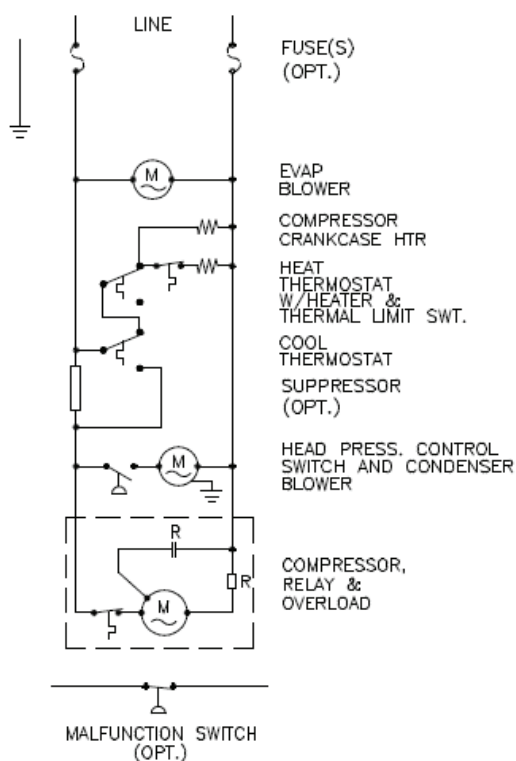 LINE
FUSE(S)
(OPT.)
M
EVAP
BLOWER
COMPRESSOR
CRANKCASE HTR
HEAT
THERMOSTAT
W/HEATER &
THERMAL LIMIT SWT.
COOL
THERMOSTAT
SUPPRESSOR
(OPT.)
M
HEAD PRESS. CONTROL
SWITCH AND CONDENSER
BLOWER
R
R
M
COMPRESSOR,
RELAY &
OVERLOAD
MALFUNCTION SWITCH
(OPT.)